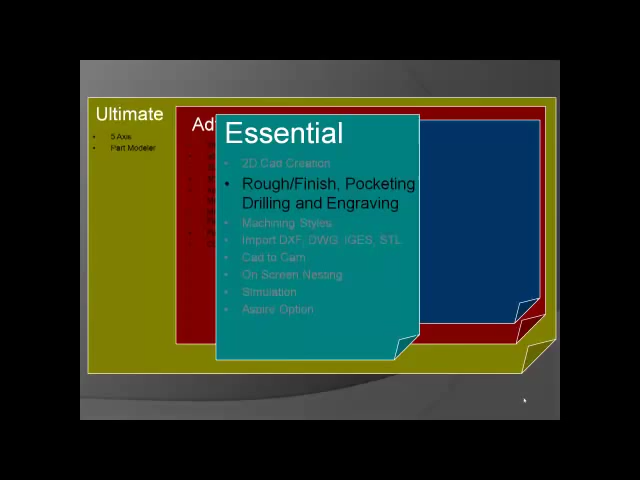 Ultimate
5 Axis
Part Modeler
Essential
2D Cad Creation
Rough/Finish, Pocketing
Drilling and Engraving
Machining Styles
Import DXF, DWG, IGES, STL
Cad to Cam
On Screen Nesting
Simulation
Aspire Option